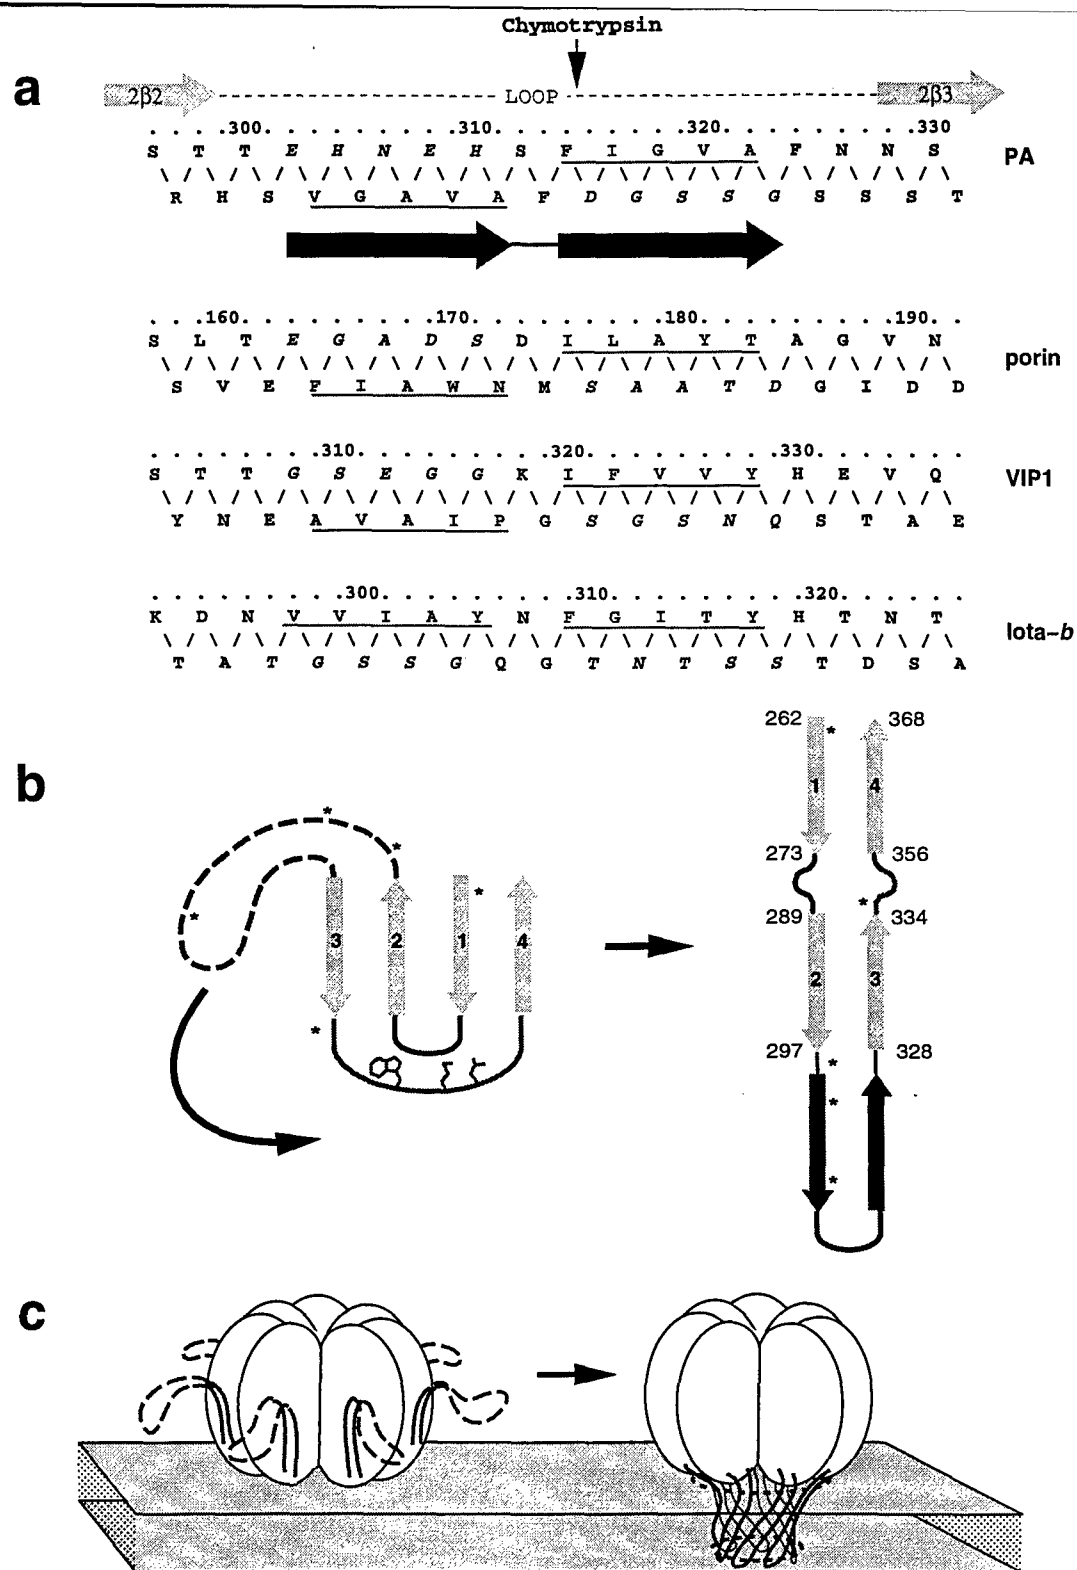 Chymotrypsin
a
2β2 LOOP 2β3
. . . .300. . . . . . . . .310. . . . . . . . .320. . . . . . . . .330
S T T E H N E H S F I G V A F N N S
PA
R H S V G A V A F D G S S G S S S T
. . .160. . . . . . . . .170. . . . . . . . .180. . . . . . . . .190. .
S L T E G A D S D I L A Y T A G V N
porin
S V E F I A W N M S A A T D G I D D
. . . . . . . .310. . . . . . . . .320. . . . . . . . .330. . . . . . .
S T T G S E G G K I F V V Y H E V Q
VIP1
Y N E A V A I P G S G S N Q S T A E
. . . . . . . . .300. . . . . . . . .310. . . . . . . . .320. . . . . .
K D N V V I A Y N F G I T Y H T N T
Iota-b
T A T G S S G Q G T N T S S T D S A
b
262 * 368
1 4
273 356
* *
*
3 2 1 4
*
289 * 334
2 3
297 * 328
*
*
*
c